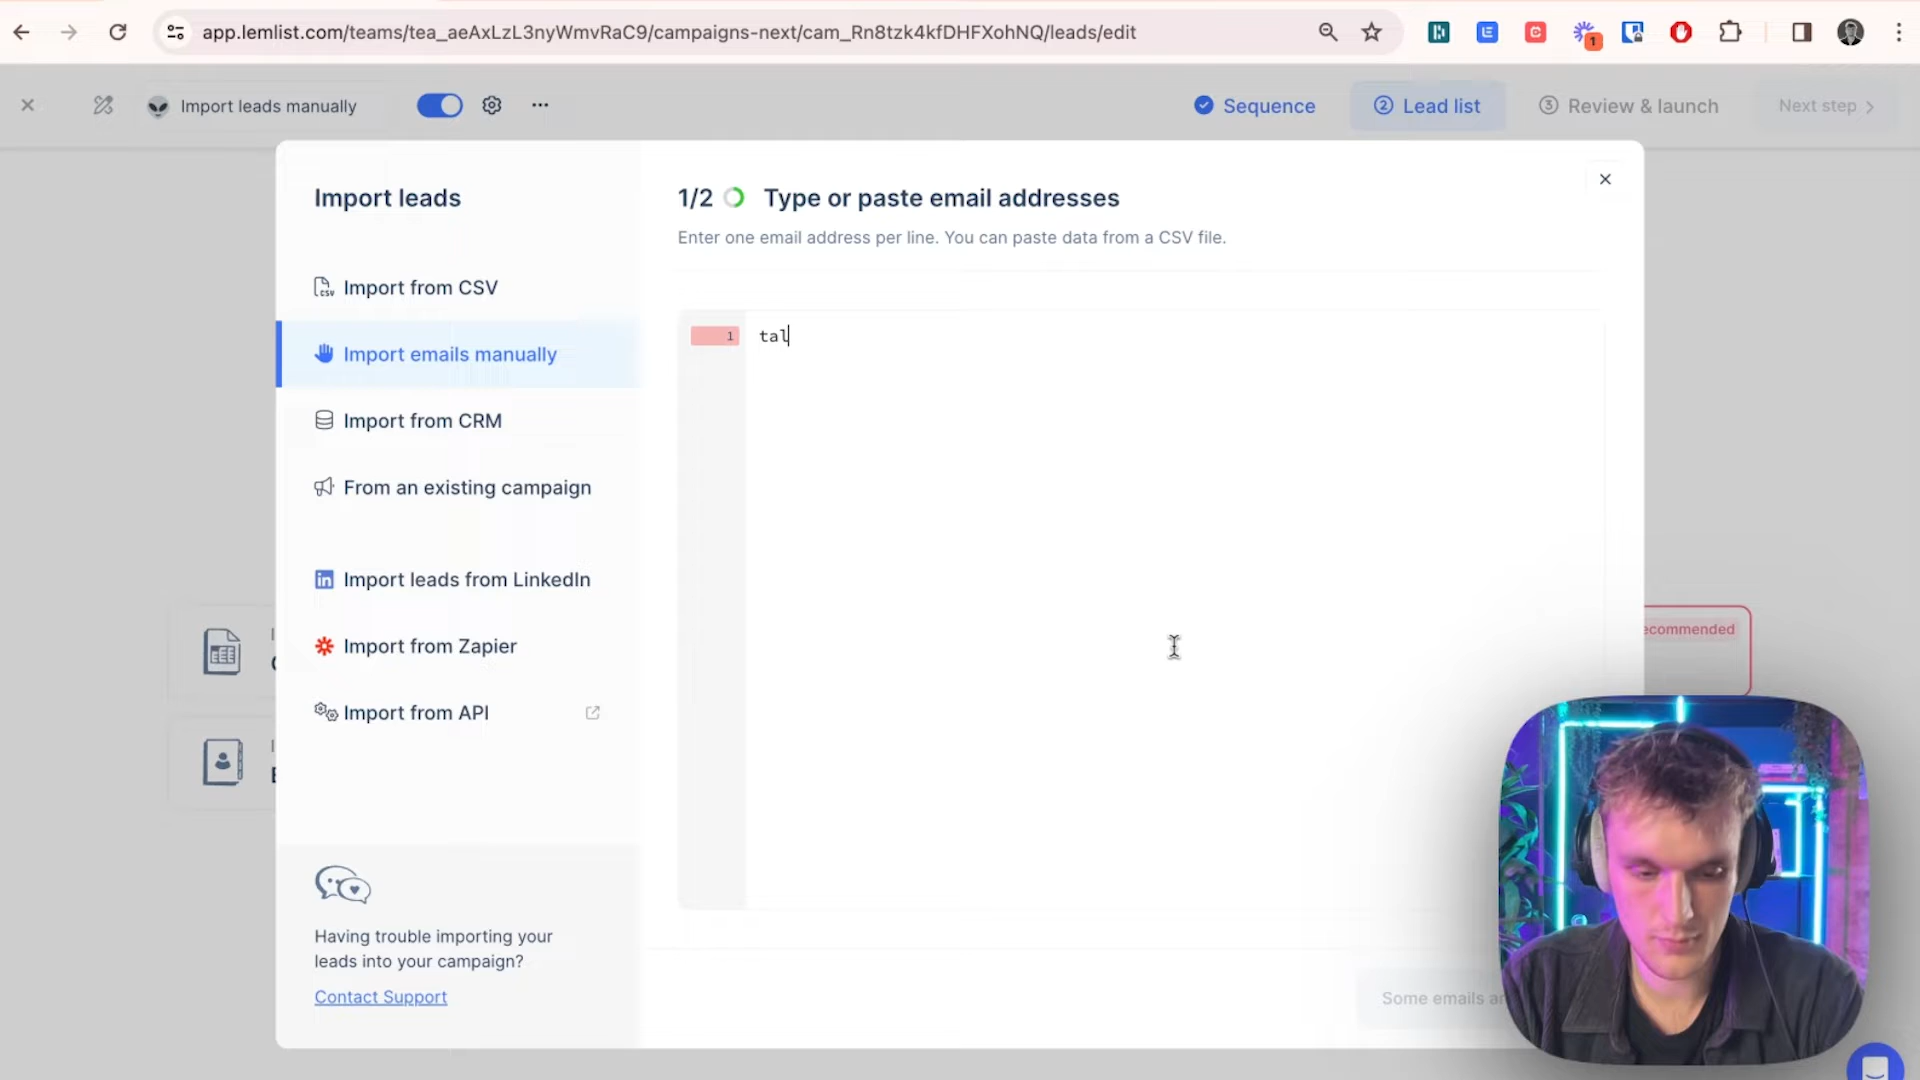 app.lemlist.com/teams/tea_aeAxLzL3nyWmvRaC9/campaigns-next/cam_Rn8tzk4kfDHFXohNQ/leads/edit
1
Import leads manually
Sequence
2 Lead list
3 Review & launch
Next step
Import leads
1/2 Type or paste email addresses
Enter one email address per line. You can paste data from a CSV file.
Import from CSV
1 tal
Import emails manually
Import from CRM
From an existing campaign
Import leads from LinkedIn
Import from Zapier
Import from API
Having trouble importing your
leads into your campaign?
Contact Support
Some emails